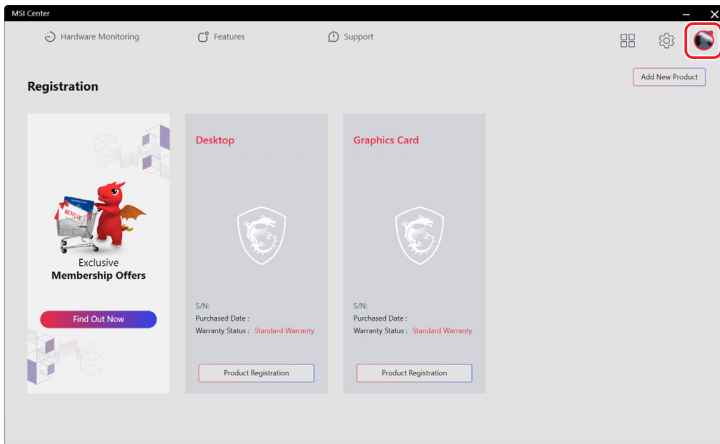 MSI Center
Hardware Monitoring
Features
Support
Registration
Add New Product
NETFLIX
Exclusive
Membership Offers
Find Out Now
Desktop
S/N:
Purchased Date :
Warranty Status : Standard Warranty
Product Registration
Graphics Card
S/N:
Purchased Date :
Warranty Status : Standard Warranty
Product Registration